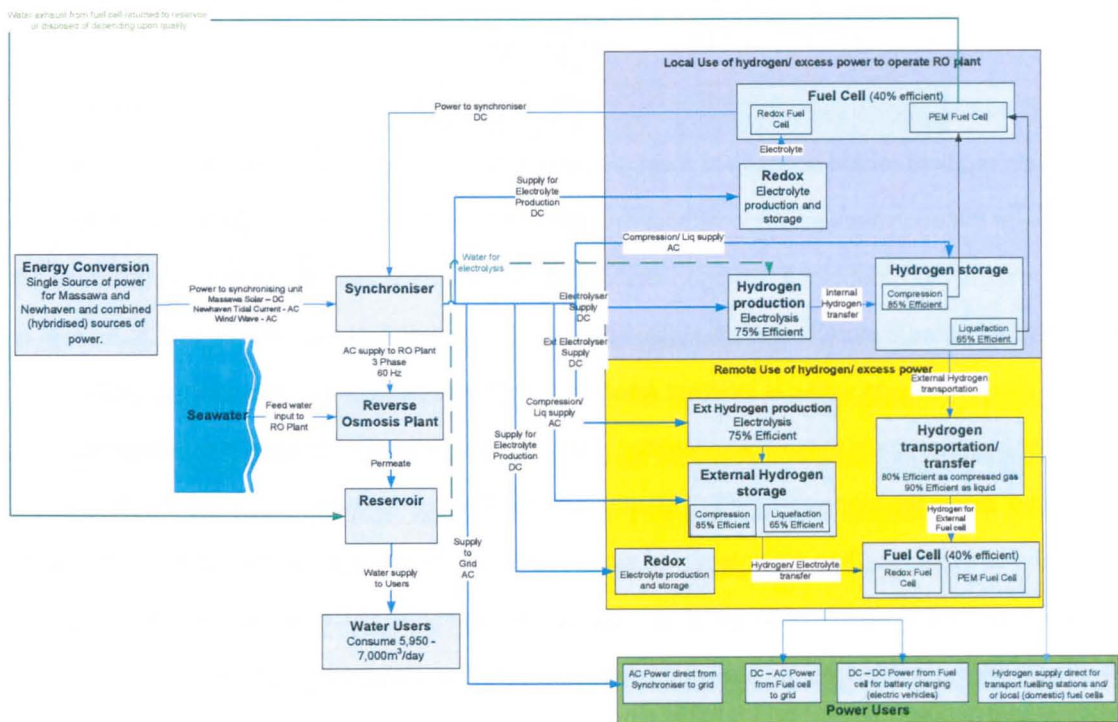 Water exhaust from fuel cell returned to reservoir
or disposed of depending upon quality
Local Use of hydrogen/ excess power to operate RO plant
Fuel Cell (40% efficient)
Redox Fuel
Cell
PEM Fuel Cell
Power to synchroniser
DC
Electrolyte
Redox
Electrolyte
production and
storage
Supply for
Electrolyte
Production
DC
Compression/ Liq supply
AC
Water for
electrolysis
Energy Conversion
Single Source of power
for Massawa and
Newhaven and combined
(hybridised) sources of
power.
Power to synchronising unit
Massawa Solar – DC
Newhaven Tidal Current - AC
Wind/ Wave - AC
Synchroniser
Electrolyser
Supply DC
DC
Hydrogen
production
Electrolysis
75% Efficient
Internal
Hydrogen
transfer
Hydrogen storage
Compression
85% Efficient
Liquefaction
65% Efficient
Ext Electrolyser
Supply
DC
AC supply to RO Plant
3 Phase
60 Hz
Remote Use of hydrogen/ excess power
External Hydrogen
transportation
Seawater
Feed water
input to
RO Plant
Reverse
Osmosis Plant
Compression/
Liq supply
AC
Ext Hydrogen production
Electrolysis
75% Efficient
Hydrogen
transportation/
transfer
80% Efficient as compressed gas
90% Efficient as liquid
Supply for
Electrolyte
Production
DC
Permeate
External Hydrogen
storage
Compression
85% Efficient
Liquefaction
65% Efficient
Reservoir
Hydrogen for
External
Fuel cell
Supply
to
Grid
AC
Redox
Electrolyte production
and storage
Hydrogen/ Electrolyte
transfer
Fuel Cell (40% efficient)
Redox Fuel
Cell
PEM Fuel Cell
Water supply
to Users
Water Users
Consume 5,950 -
7,000m³/day
AC Power direct from
Synchroniser to grid
DC – AC Power
from Fuel cell
to grid
DC – DC Power from Fuel
cell for battery charging
(electric vehicles)
Hydrogen supply direct for
transport fuelling stations and/
or local (domestic) fuel cells
Power Users